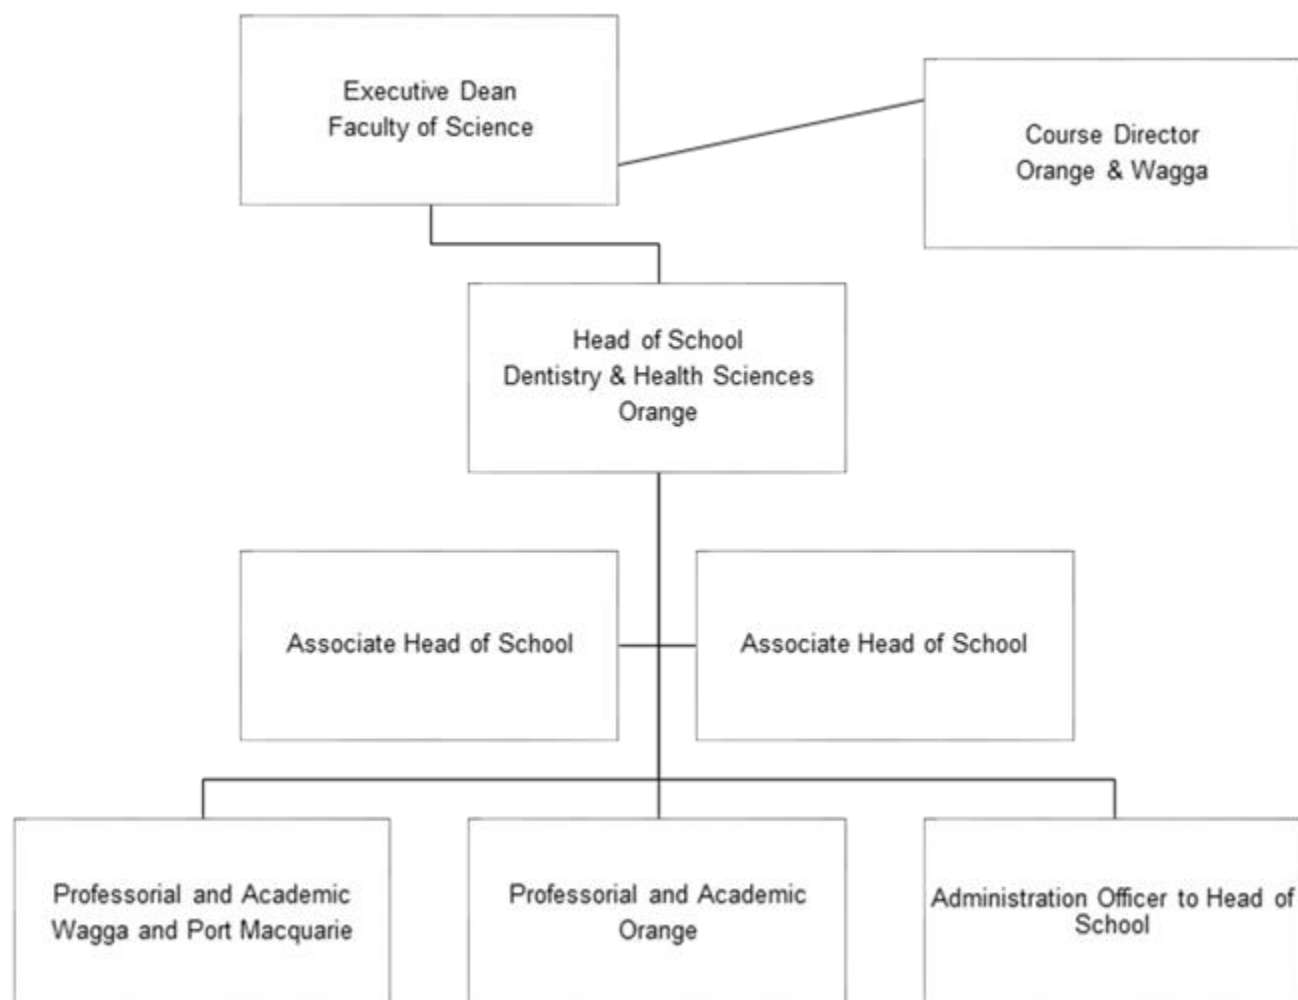 Executive Dean
Faculty of Science
Course Director
Orange & Wagga
Head of School
Dentistry & Health Sciences
Orange
Associate Head of School
Associate Head of School
Professorial and Academic
Wagga and Port Macquarie
Professorial and Academic
Orange
Administration Officer to Head of
School